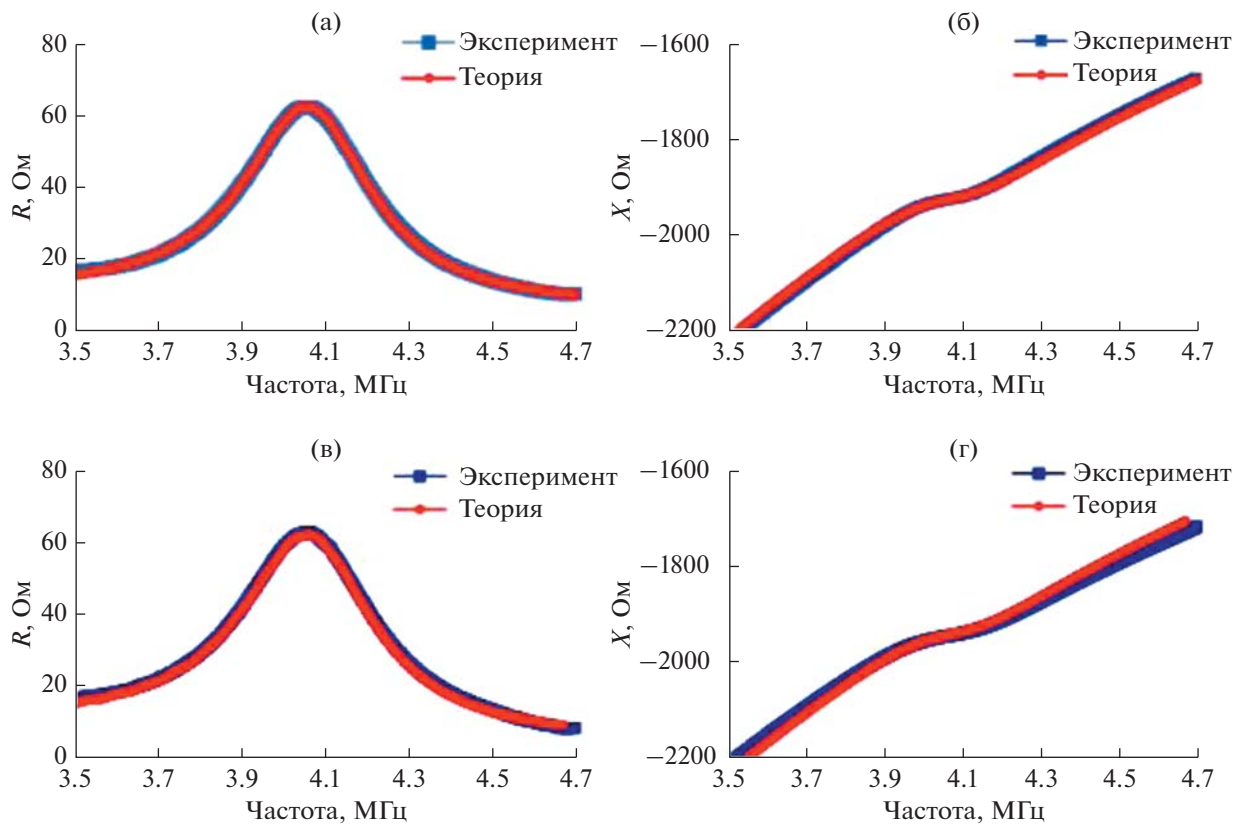 (а)
80
60
40
20
0
R, Ом
Эксперимент
Теория
3.5 3.7 3.9 4.1 4.3 4.5 4.7
Частота, МГц
(б)
−1600
−1800
−2000
−2200
X, Ом
Эксперимент
Теория
3.5 3.7 3.9 4.1 4.3 4.5 4.7
Частота, МГц
(в)
80
60
40
20
0
R, Ом
Эксперимент
Теория
3.5 3.7 3.9 4.1 4.3 4.5 4.7
Частота, МГц
(г)
−1600
−1800
−2000
−2200
X, Ом
Эксперимент
Теория
3.5 3.7 3.9 4.1 4.3 4.5 4.7
Частота, МГц